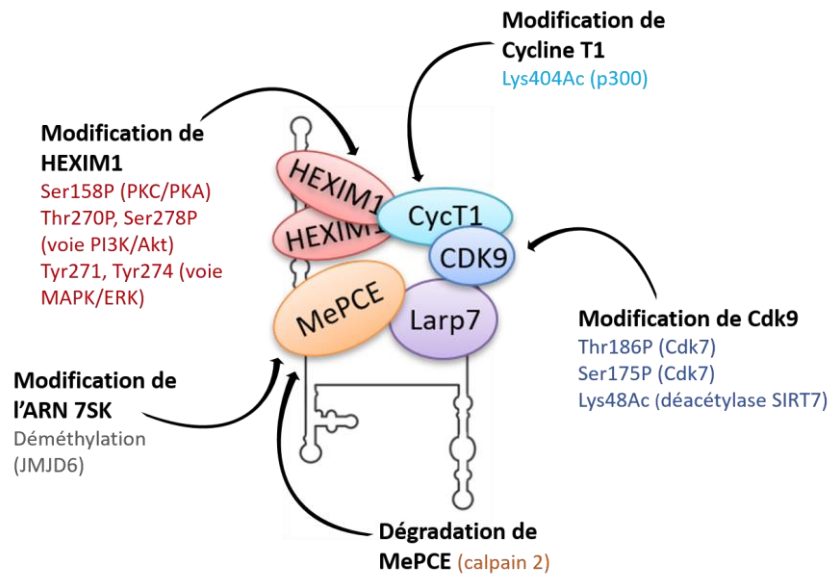 Modification de
Cycline T1
Lys404Ac (p300)
Modification de
HEXIM1
Ser158P (PKC/PKA)
Thr270P, Ser278P
(voie PI3K/Akt)
Tyr271, Tyr274 (voie
MAPK/ERK)
HEXIM1
HEXIM1
CycT1
CDK9
MePCE
Larp7
Modification de Cdk9
Thr186P (Cdk7)
Ser175P (Cdk7)
Lys48Ac (déacétylase SIRT7)
Modification de
l'ARN 7SK
Déméthylation
(JMJD6)
Dégradation de
MePCE (calpain 2)